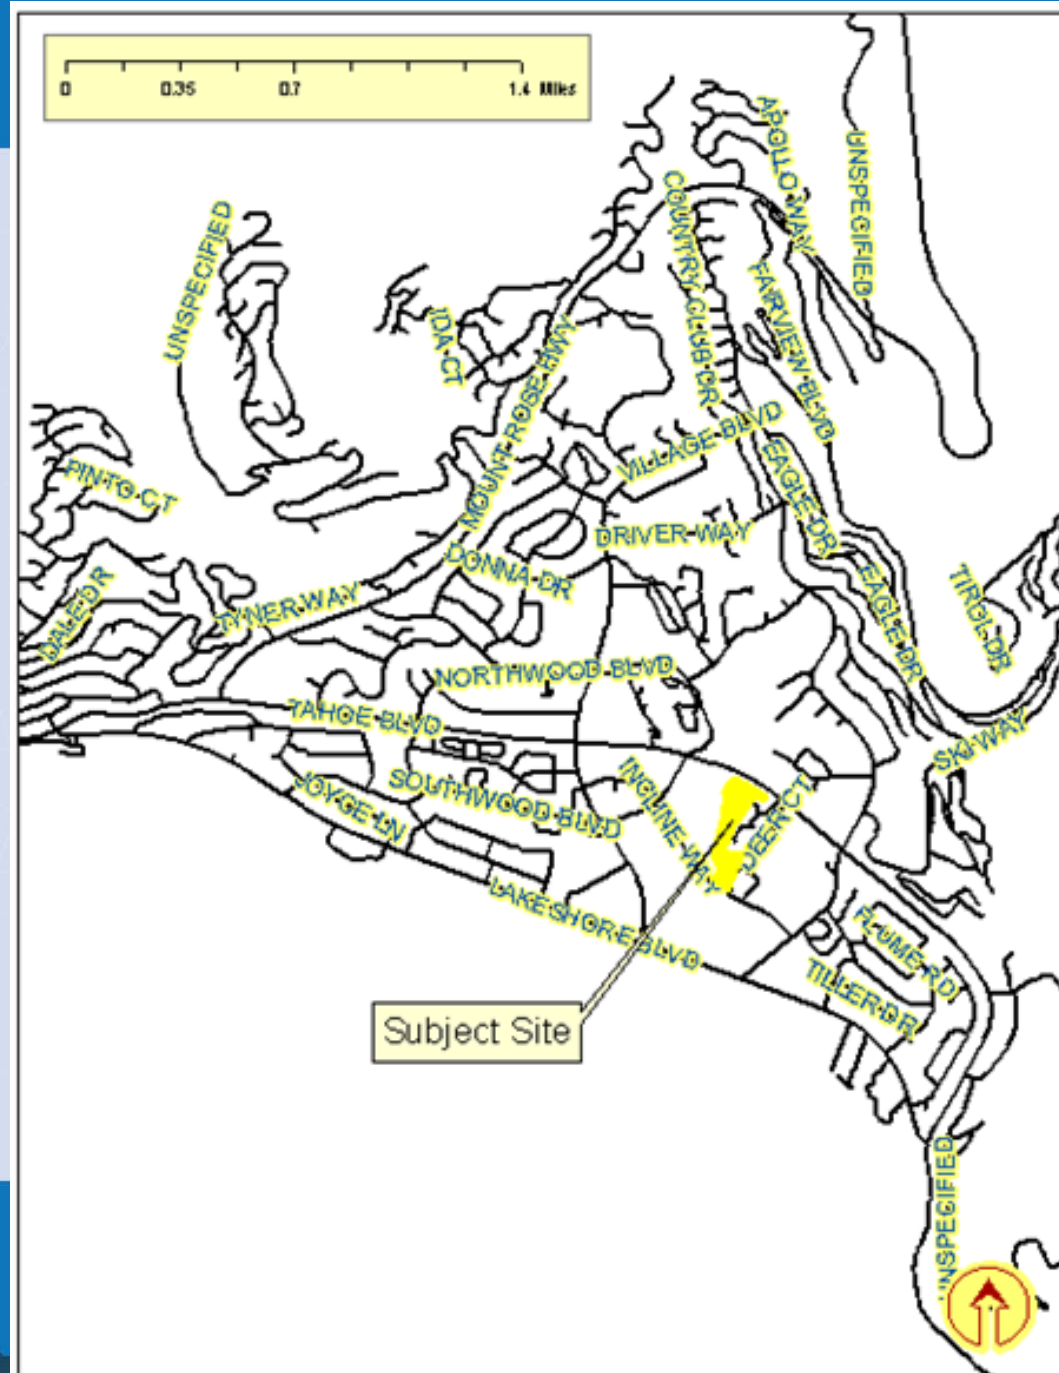 0 0.35 0.7 1.4 Miles
APOLLO WAY
UNSPECIFIED
COUNTRY CLUB DR
UNSPECIFIED
FAIRVIEW BLVD
IDA CT
MOUNT ROSE HWY
VILLAGE BLVD
PINTO CT
EAGLE DR
DRIVER WAY
DONNA DR
DALE DR
TYNER WAY
EAGLE DR
TIROL DR
NORTHWOOD BLVD
TAHOE BLVD
SKI WAY
JOYCE LN
SOUTHWOOD BLVD
INCLINE WAY
DEER CT
LAKESHORE BLVD
FLUME RD
TILLER DR
Subject Site
UNSPECIFIED